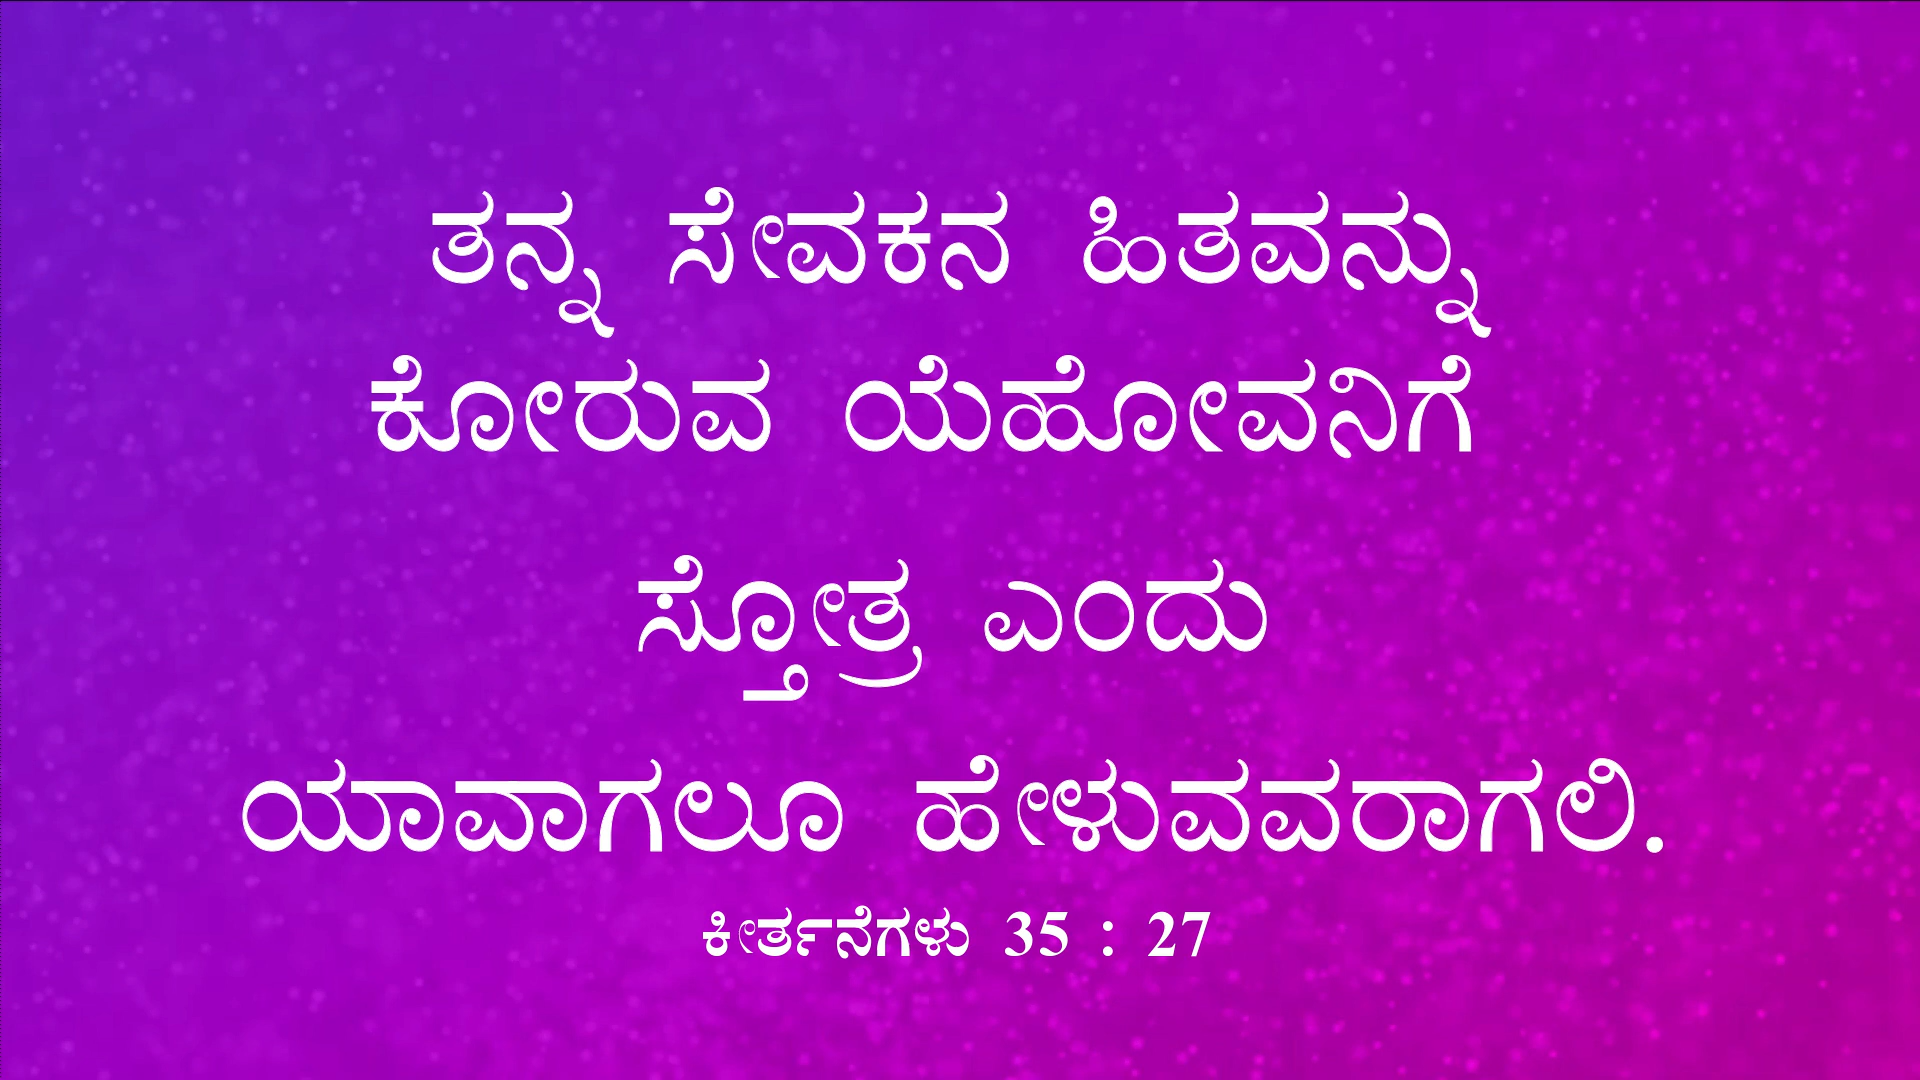 ತನ್ನ ಸೇವಕನ ಹಿತವನ್ನು
ಕೋರುವ ಯೆಹೋವನಿಗೆ
ಸ್ತೋತ್ರ ಎಂದು
ಯಾವಾಗಲೂ ಹೇಳುವವರಾಗಲಿ.
ಕೀರ್ತನೆಗಳು 35 : 27